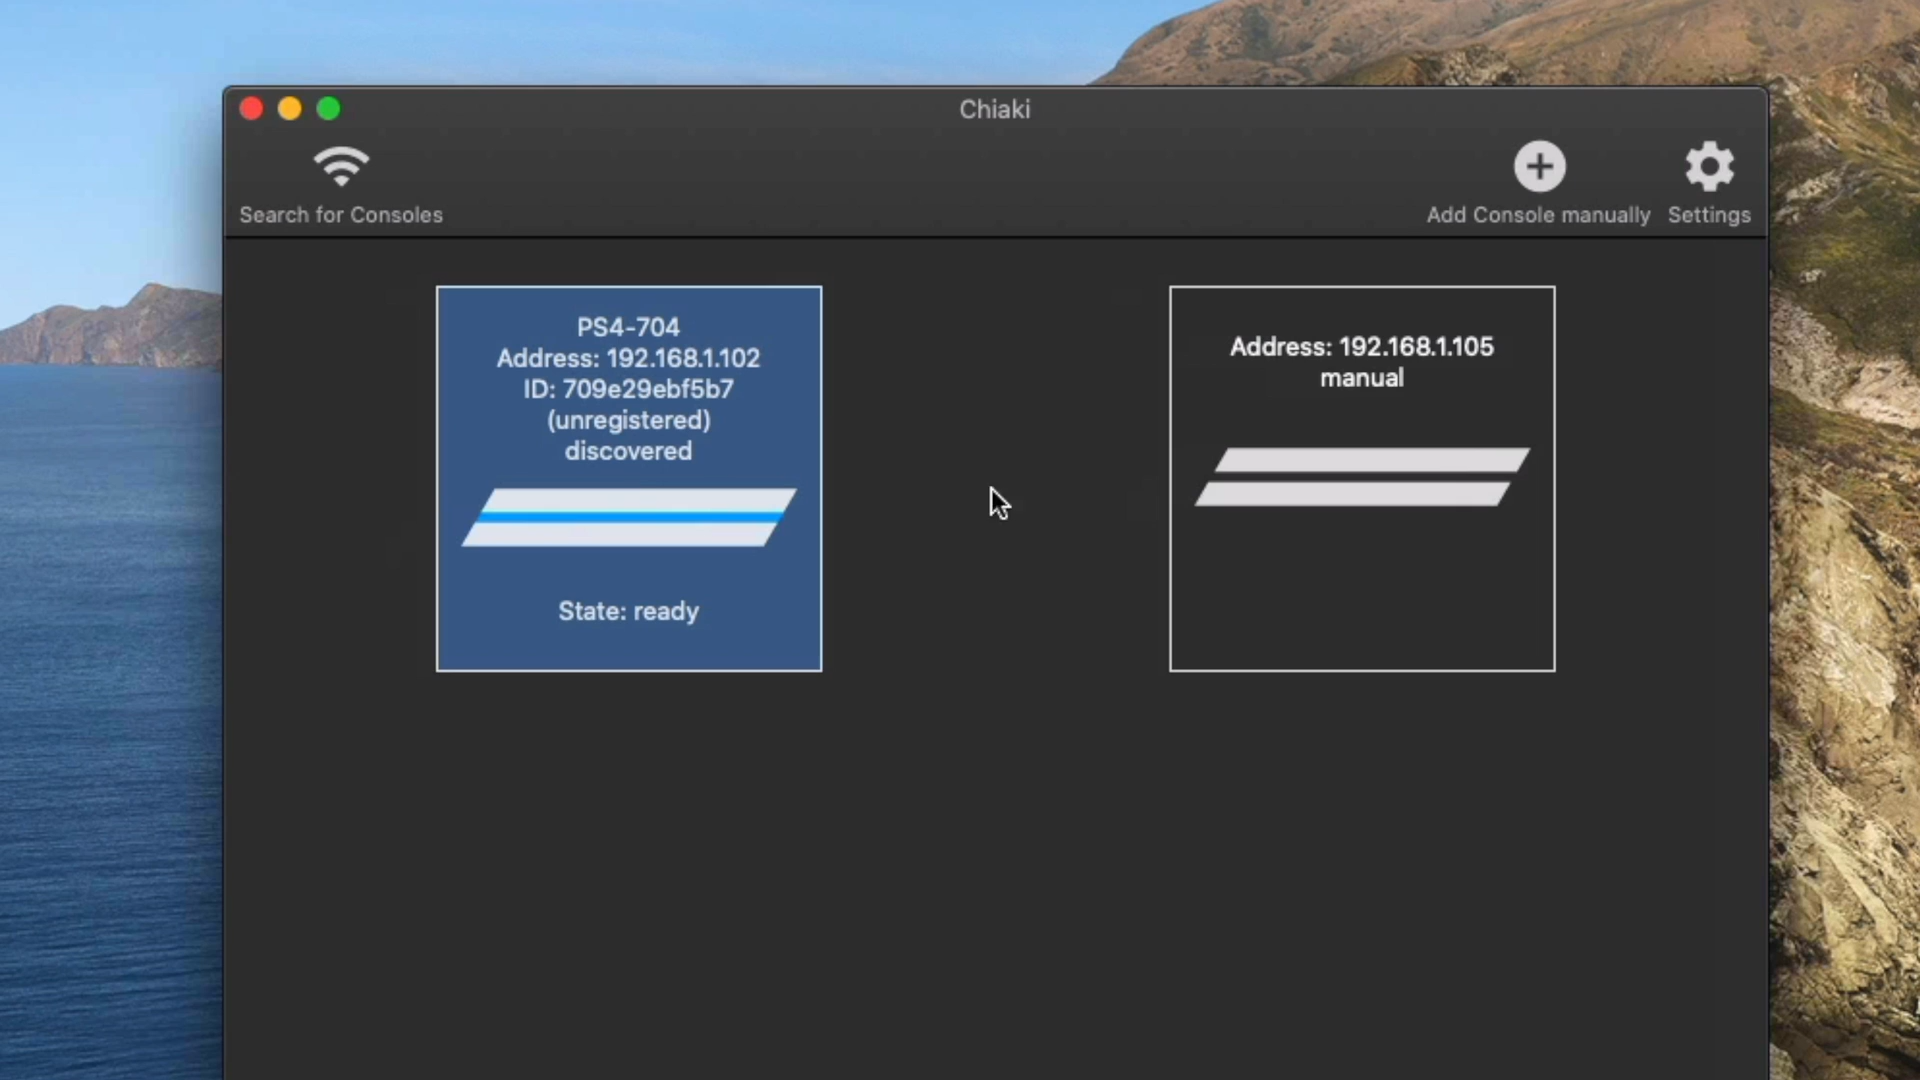 Chiaki
Search for Consoles
Add Console manually
Settings
PS4-704
Address: 192.168.1.102
ID: 709e29ebf5b7
(unregistered)
discovered
State: ready
Address: 192.168.1.105
manual